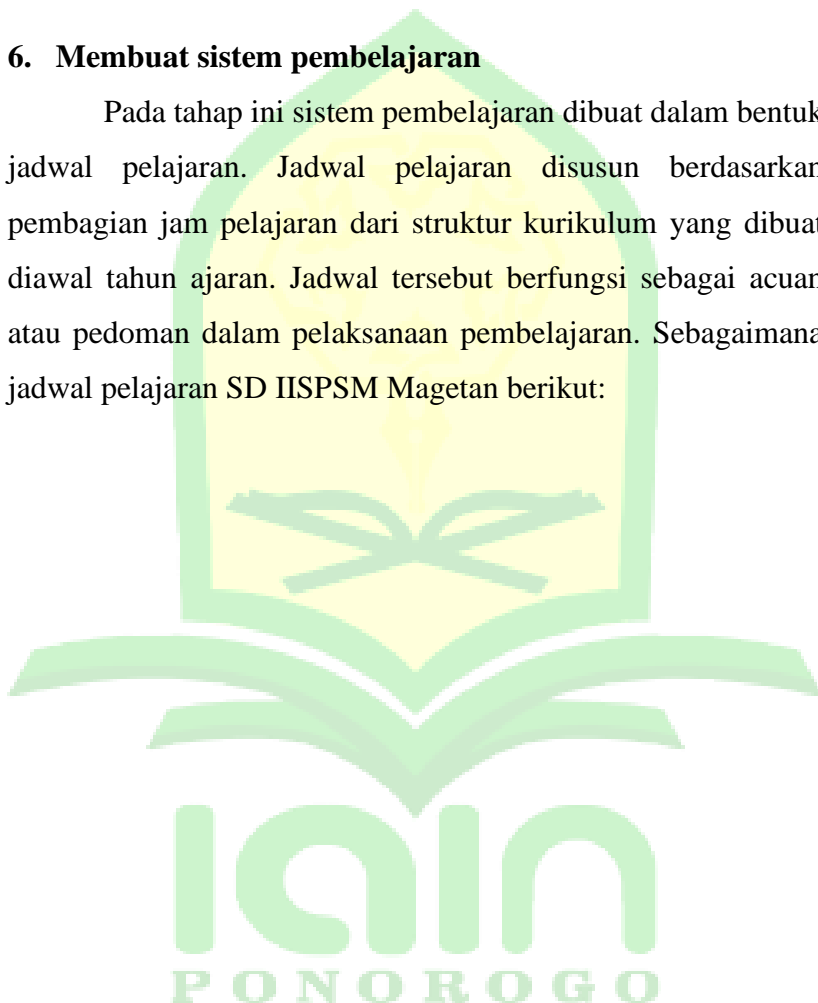 6. Membuat sistem pembelajaran
Pada tahap ini sistem pembelajaran dibuat dalam bentuk
jadwal pelajaran. Jadwal pelajaran disusun berdasarkan
pembagian jam pelajaran dari struktur kurikulum yang dibuat
diawal tahun ajaran. Jadwal tersebut berfungsi sebagai acuan
atau pedoman dalam pelaksanaan pembelajaran. Sebagaimana
jadwal pelajaran SD IISPSM Magetan berikut:
iain
PONOROGO